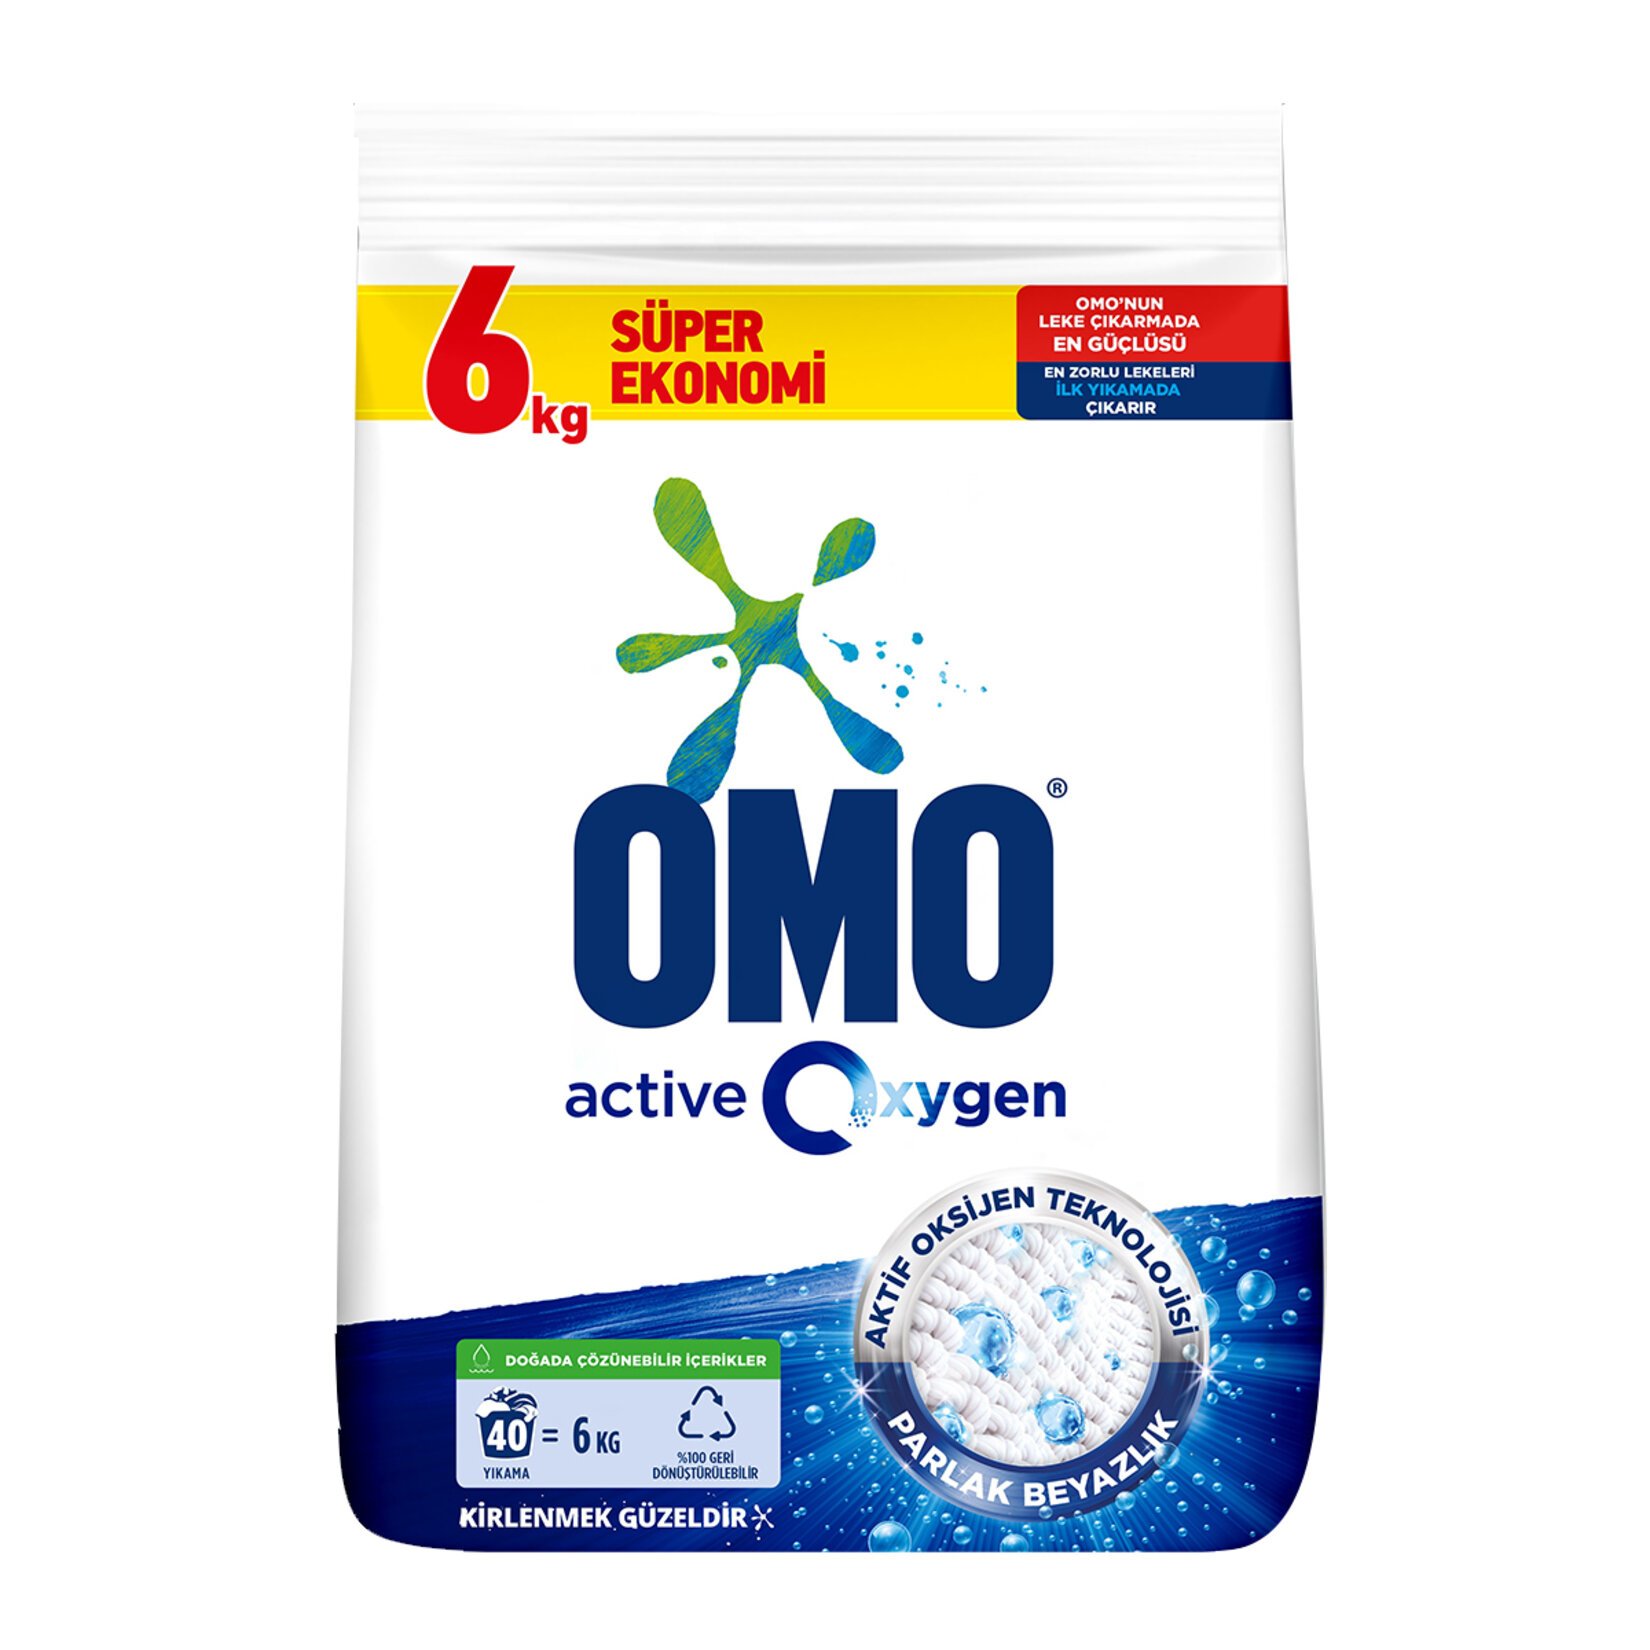 6kg
SÜPER
EKONOMİ
OMO'NUN
LEKE ÇIKARMADA
EN GÜÇLÜSÜ
EN ZORLU LEKELERİ
İLK YIKAMADA
ÇIKARIR
OMO®
active Oxygen
AKTİF OKSİJEN TEKNOLOJİSİ
PARLAK BEYAZLIK
DOĞADA ÇÖZÜNEBİLİR İÇERİKLER
40 = 6 KG
YIKAMA
%100 GERİ
DÖNÜŞTÜRÜLEBİLİR
KİRLENMEK GÜZELDİR